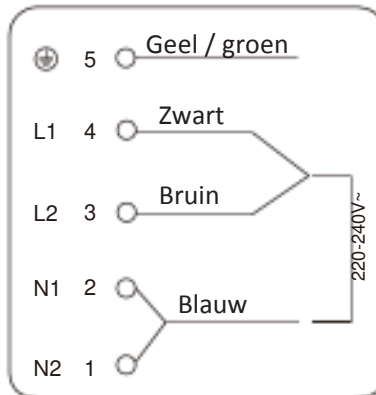 5 Geel / groen
L1 4 Zwart
L2 3 Bruin
220-240V~
N1 2
Blauw
N2 1